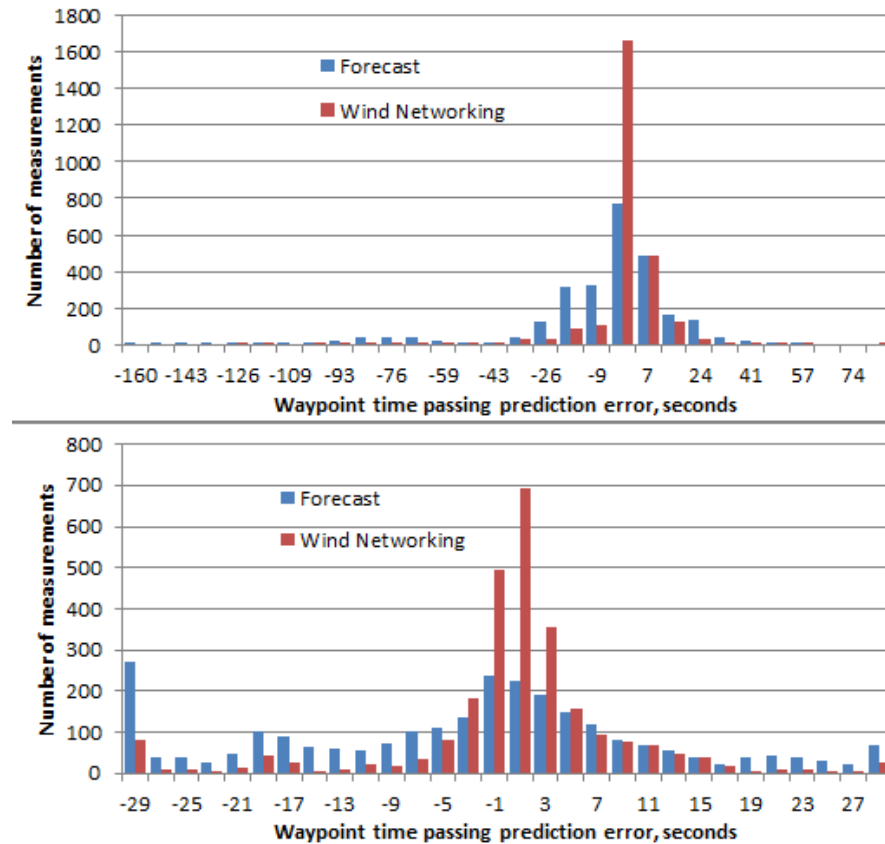 1800
1600
1400
1200
1000
800
600
400
200
0
Number of measurements
Forecast
Wind Networking
-160 -143 -126 -109 -93 -76 -59 -43 -26 -9 7 24 41 57 74
Waypoint time passing prediction error, seconds
800
700
600
500
400
300
200
100
0
Number of measurements
Forecast
Wind Networking
-29 -25 -21 -17 -13 -9 -5 -1 3 7 11 15 19 23 27
Waypoint time passing prediction error, seconds